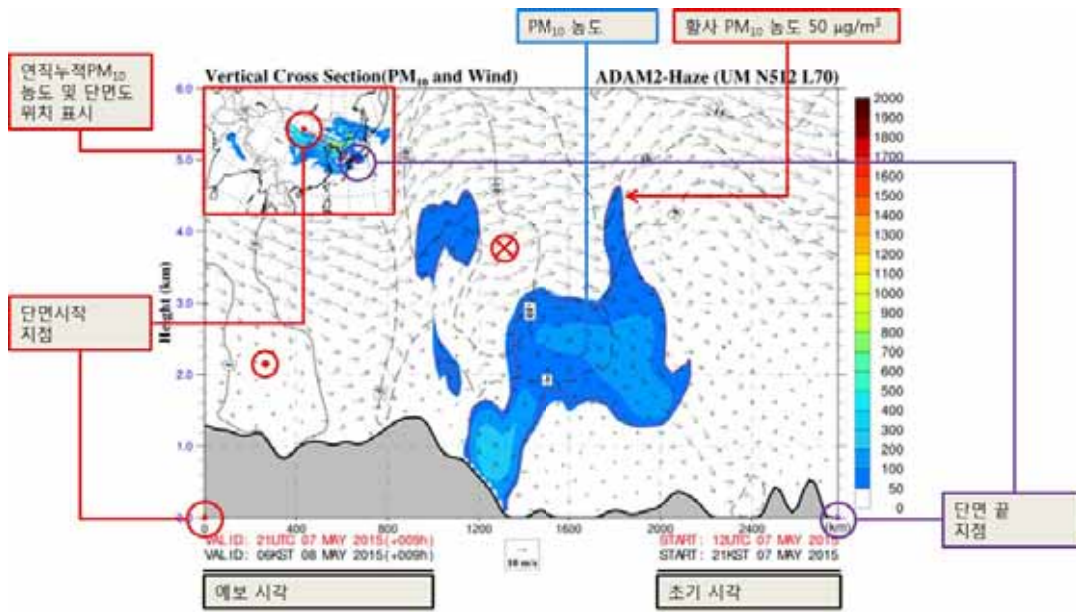 PM₁₀ 농도
황사 PM₁₀ 농도 50 μg/m³
연직누적PM₁₀
농도 및 단면도
위치 표시
Vertical Cross Section(PM₁₀ and Wind)
ADAM2-Haze (UM N512 L70)
6.0
5.0
4.0
3.0
2.0
1.0
Height (km)
단면시작
지점
2000
1900
1800
1700
1600
1500
1400
1300
1200
1100
1000
900
800
700
600
500
400
300
200
100
50
0
단면 끝
지점
0
400
800
1200
1600
2000
2400
(km)
VALID: 21UTC 07 MAY 2015(+009h)
VALID: 06KST 08 MAY 2015(+009h)
10 m/s
START: 12UTC 07 MAY 2015
START: 21KST 07 MAY 2015
예보 시각
초기 시각